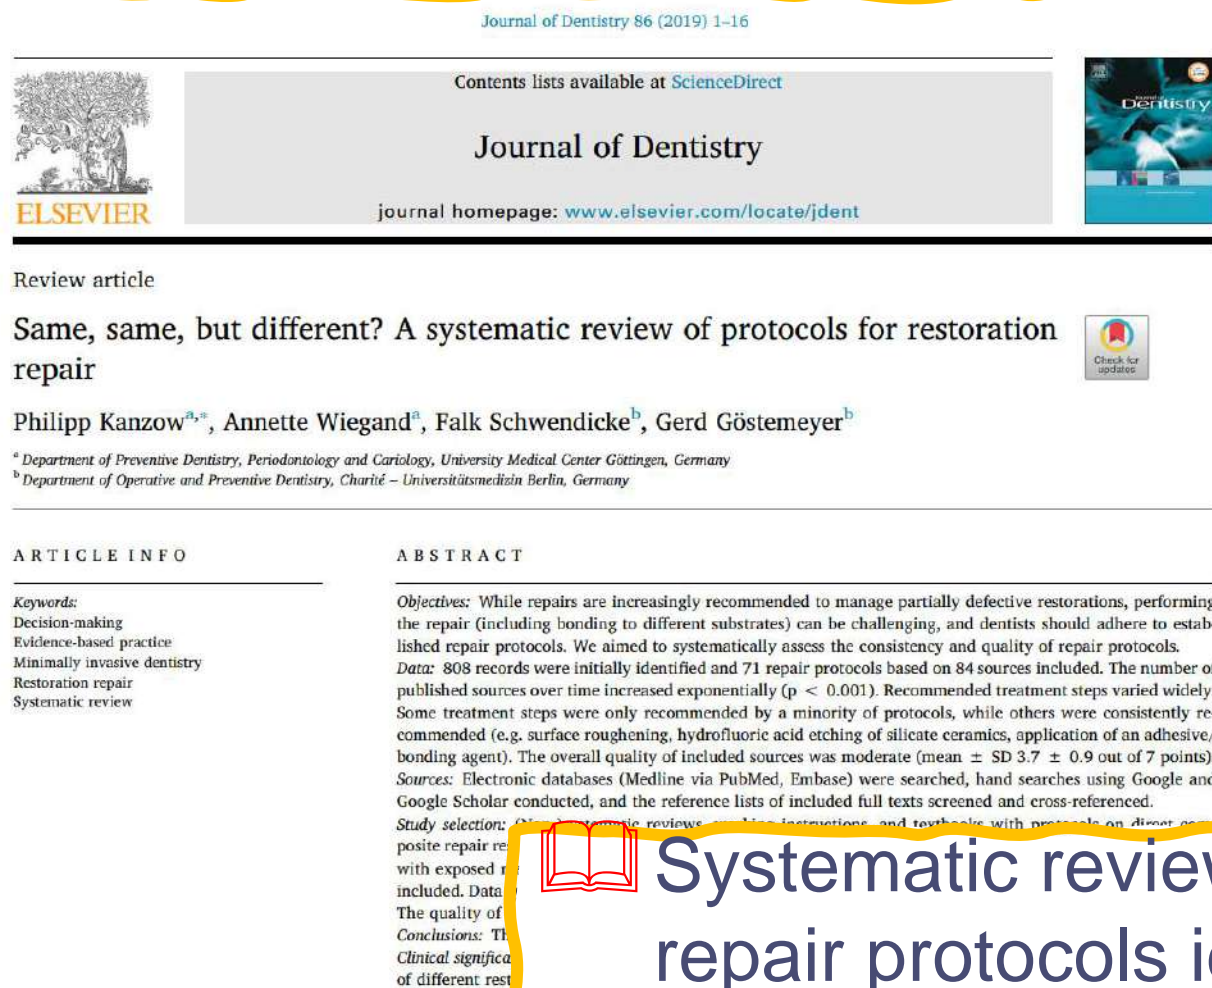 Journal of Dentistry 86 (2019) 1–16
Contents lists available at ScienceDirect
Journal of Dentistry
journal homepage: www.elsevier.com/locate/jdent
ELSEVIER
Dentistry
Review article
Same, same, but different? A systematic review of protocols for restoration
repair
Check for
updates
Philipp Kanzowa,*, Annette Wieganda, Falk Schwendickeb, Gerd Göstemeyerb
a Department of Preventive Dentistry, Periodontology and Cariology, University Medical Center Göttingen, Germany
b Department of Operative and Preventive Dentistry, Charité – Universitätsmedizin Berlin, Germany
ARTICLE INFO
Keywords:
Decision-making
Evidence-based practice
Minimally invasive dentistry
Restoration repair
Systematic review
ABSTRACT
Objectives: While repairs are increasingly recommended to manage partially defective restorations, performing
the repair (including bonding to different substrates) can be challenging, and dentists should adhere to estab
lished repair protocols. We aimed to systematically assess the consistency and quality of repair protocols.
Data: 808 records were initially identified and 71 repair protocols based on 84 sources included. The number o
published sources over time increased exponentially (p < 0.001). Recommended treatment steps varied widely
Some treatment steps were only recommended by a minority of protocols, while others were consistently re-
commended (e.g. surface roughening, hydrofluoric acid etching of silicate ceramics, application of an adhesive/
bonding agent). The overall quality of included sources was moderate (mean ± SD 3.7 ± 0.9 out of 7 points)
Sources: Electronic databases (Medline via PubMed, Embase) were searched, hand searches using Google and
Google Scholar conducted, and the reference lists of included full texts screened and cross-referenced.
Study selection: reviews, instructions, and textbooks with protocols on direct
posite repair re
with exposed
included. Data
The quality of
Conclusions: Th
Clinical significa
of different rest
Systematic review
repair protocols